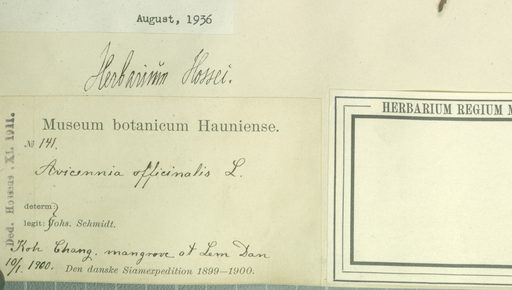 August, 1936
Herbarium Hossei.
HERBARIUM REGIUM M
Ded. Hosseus. XI. 1911.
Museum botanicum Hauniense.
№ 141.
Avicennia officinalis L.
determ:
legit: Johs. Schmidt.
Koh Chang. mangrove at Lem Dan
10/1. 1900. Den danske Siamexpedition 1899—1900.